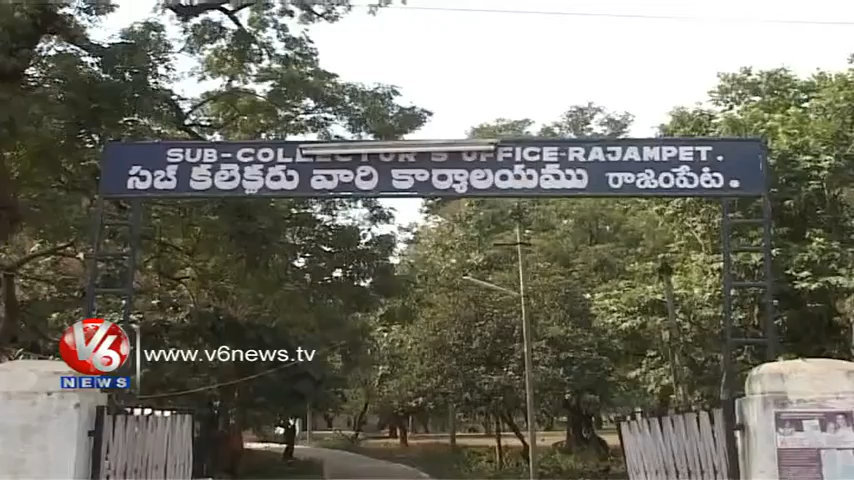 SUB-COLLECTOR'S OFFICE-RAJAMPET.
సబ్ కలెక్టరు వారి కార్యాలయము రాజంపేట.
V6
NEWS
www.v6news.tv